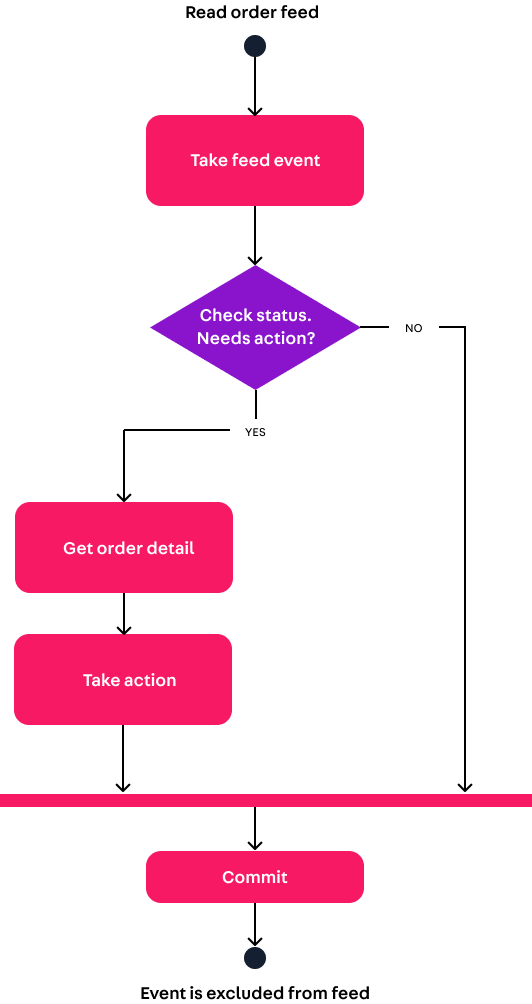 Read order feed
Take feed event
Check status.
Needs action?
NO
YES
Get order detail
Take action
Commit
Event is excluded from feed